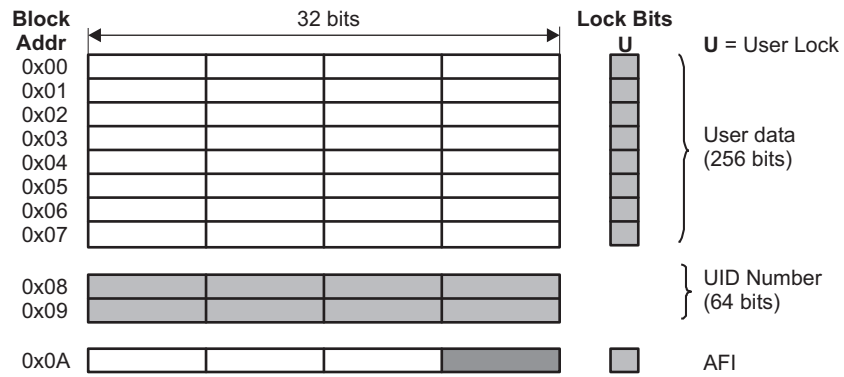 Block
Addr
32 bits
Lock Bits
U
U = User Lock
0x00
0x01
0x02
0x03
0x04
0x05
0x06
0x07
User data
(256 bits)
0x08
0x09
UID Number
(64 bits)
0x0A
AFI